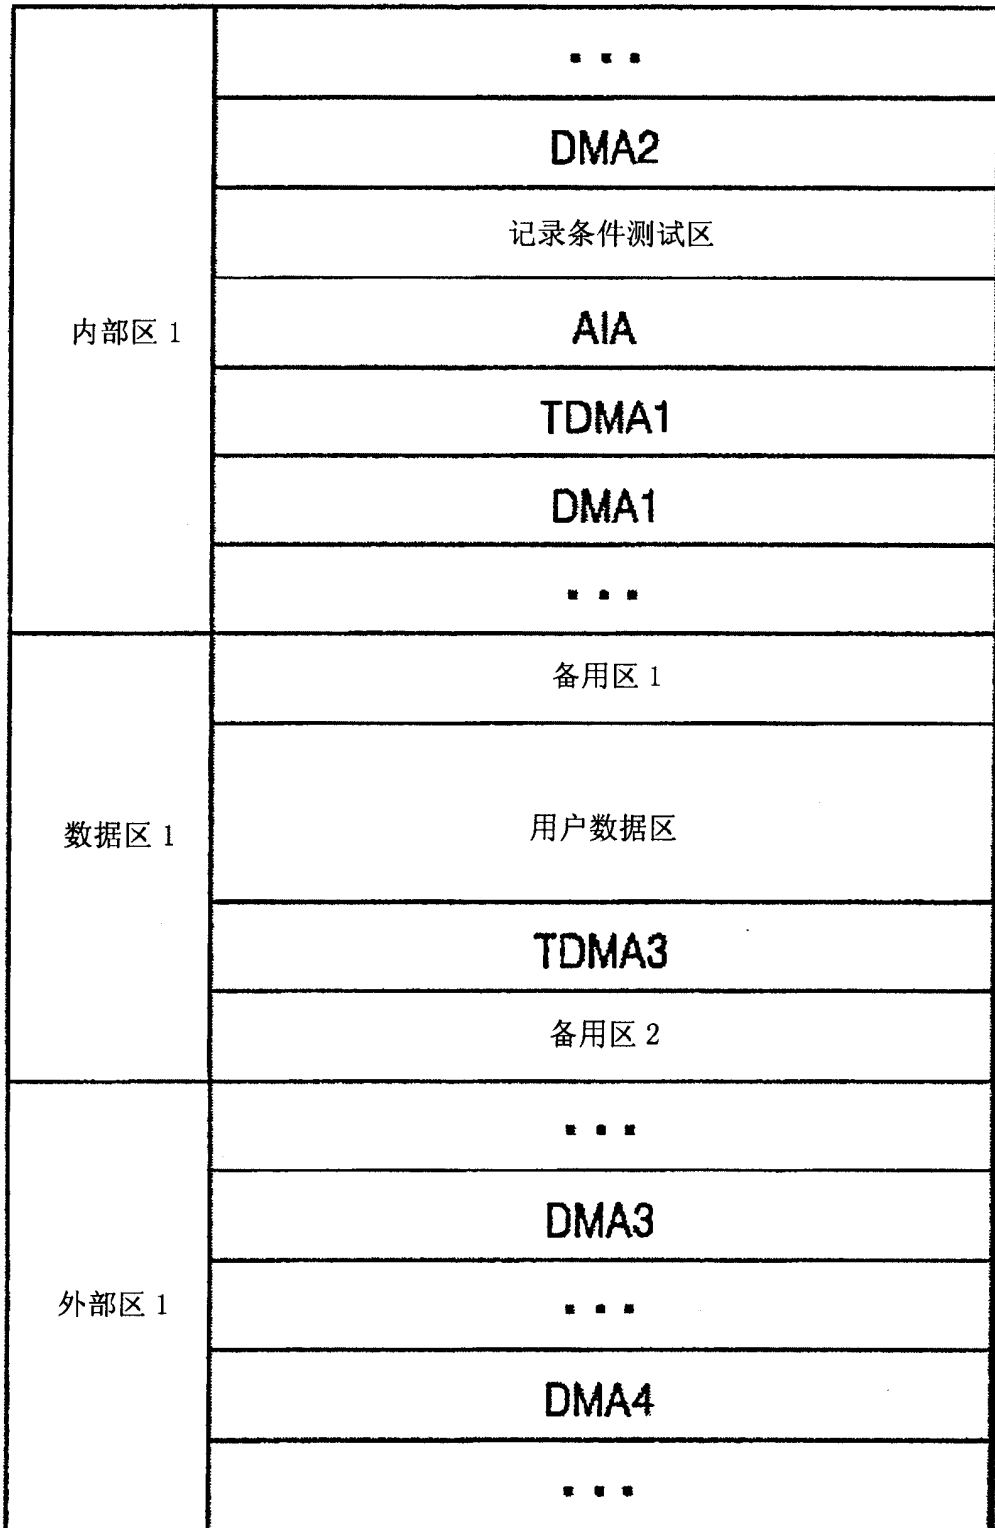 内部区 1
...
DMA2
记录条件测试区
AIA
TDMA1
DMA1
...
数据区 1
备用区 1
用户数据区
TDMA3
备用区 2
外部区 1
...
DMA3
...
DMA4
...